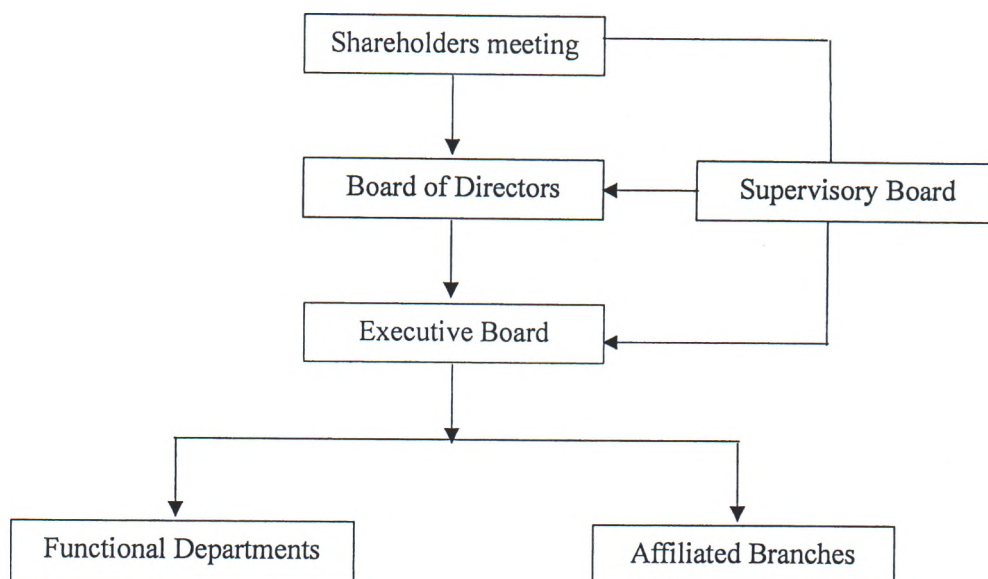 Shareholders meeting
Board of Directors
Supervisory Board
Executive Board
Functional Departments
Affiliated Branches